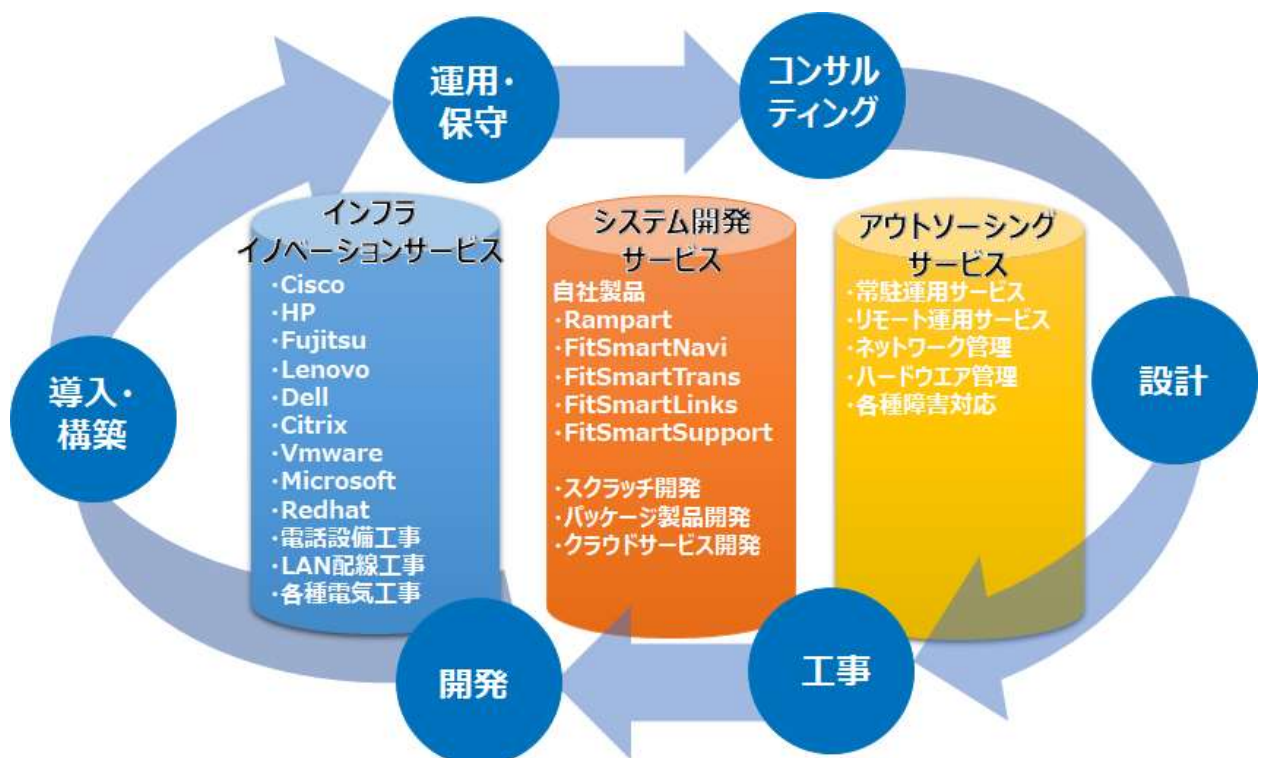 運用・
保守
コンサル
ティング
設計
工事
開発
導入・
構築
インフラ
イノベーションサービス
・Cisco
・HP
・Fujitsu
・Lenovo
・Dell
・Citrix
・Vmware
・Microsoft
・Redhat
・電話設備工事
・LAN配線工事
・各種電気工事
システム開発
サービス
自社製品
・Rampart
・FitSmartNavi
・FitSmartTrans
・FitSmartLinks
・FitSmartSupport
・スクラッチ開発
・パッケージ製品開発
・クラウドサービス開発
アウトソーシング
サービス
・常駐運用サービス
・リモート運用サービス
・ネットワーク管理
・ハードウエア管理
・各種障害対応